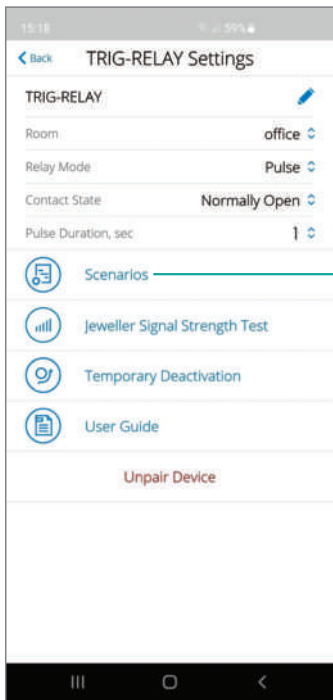 15:18 59%
Back TRIG-RELAY Settings
TRIG-RELAY
Room office
Relay Mode Pulse
Contact State Normally Open
Pulse Duration, sec 1
Scenarios
Jeweller Signal Strength Test
Temporary Deactivation
User Guide
Unpair Device